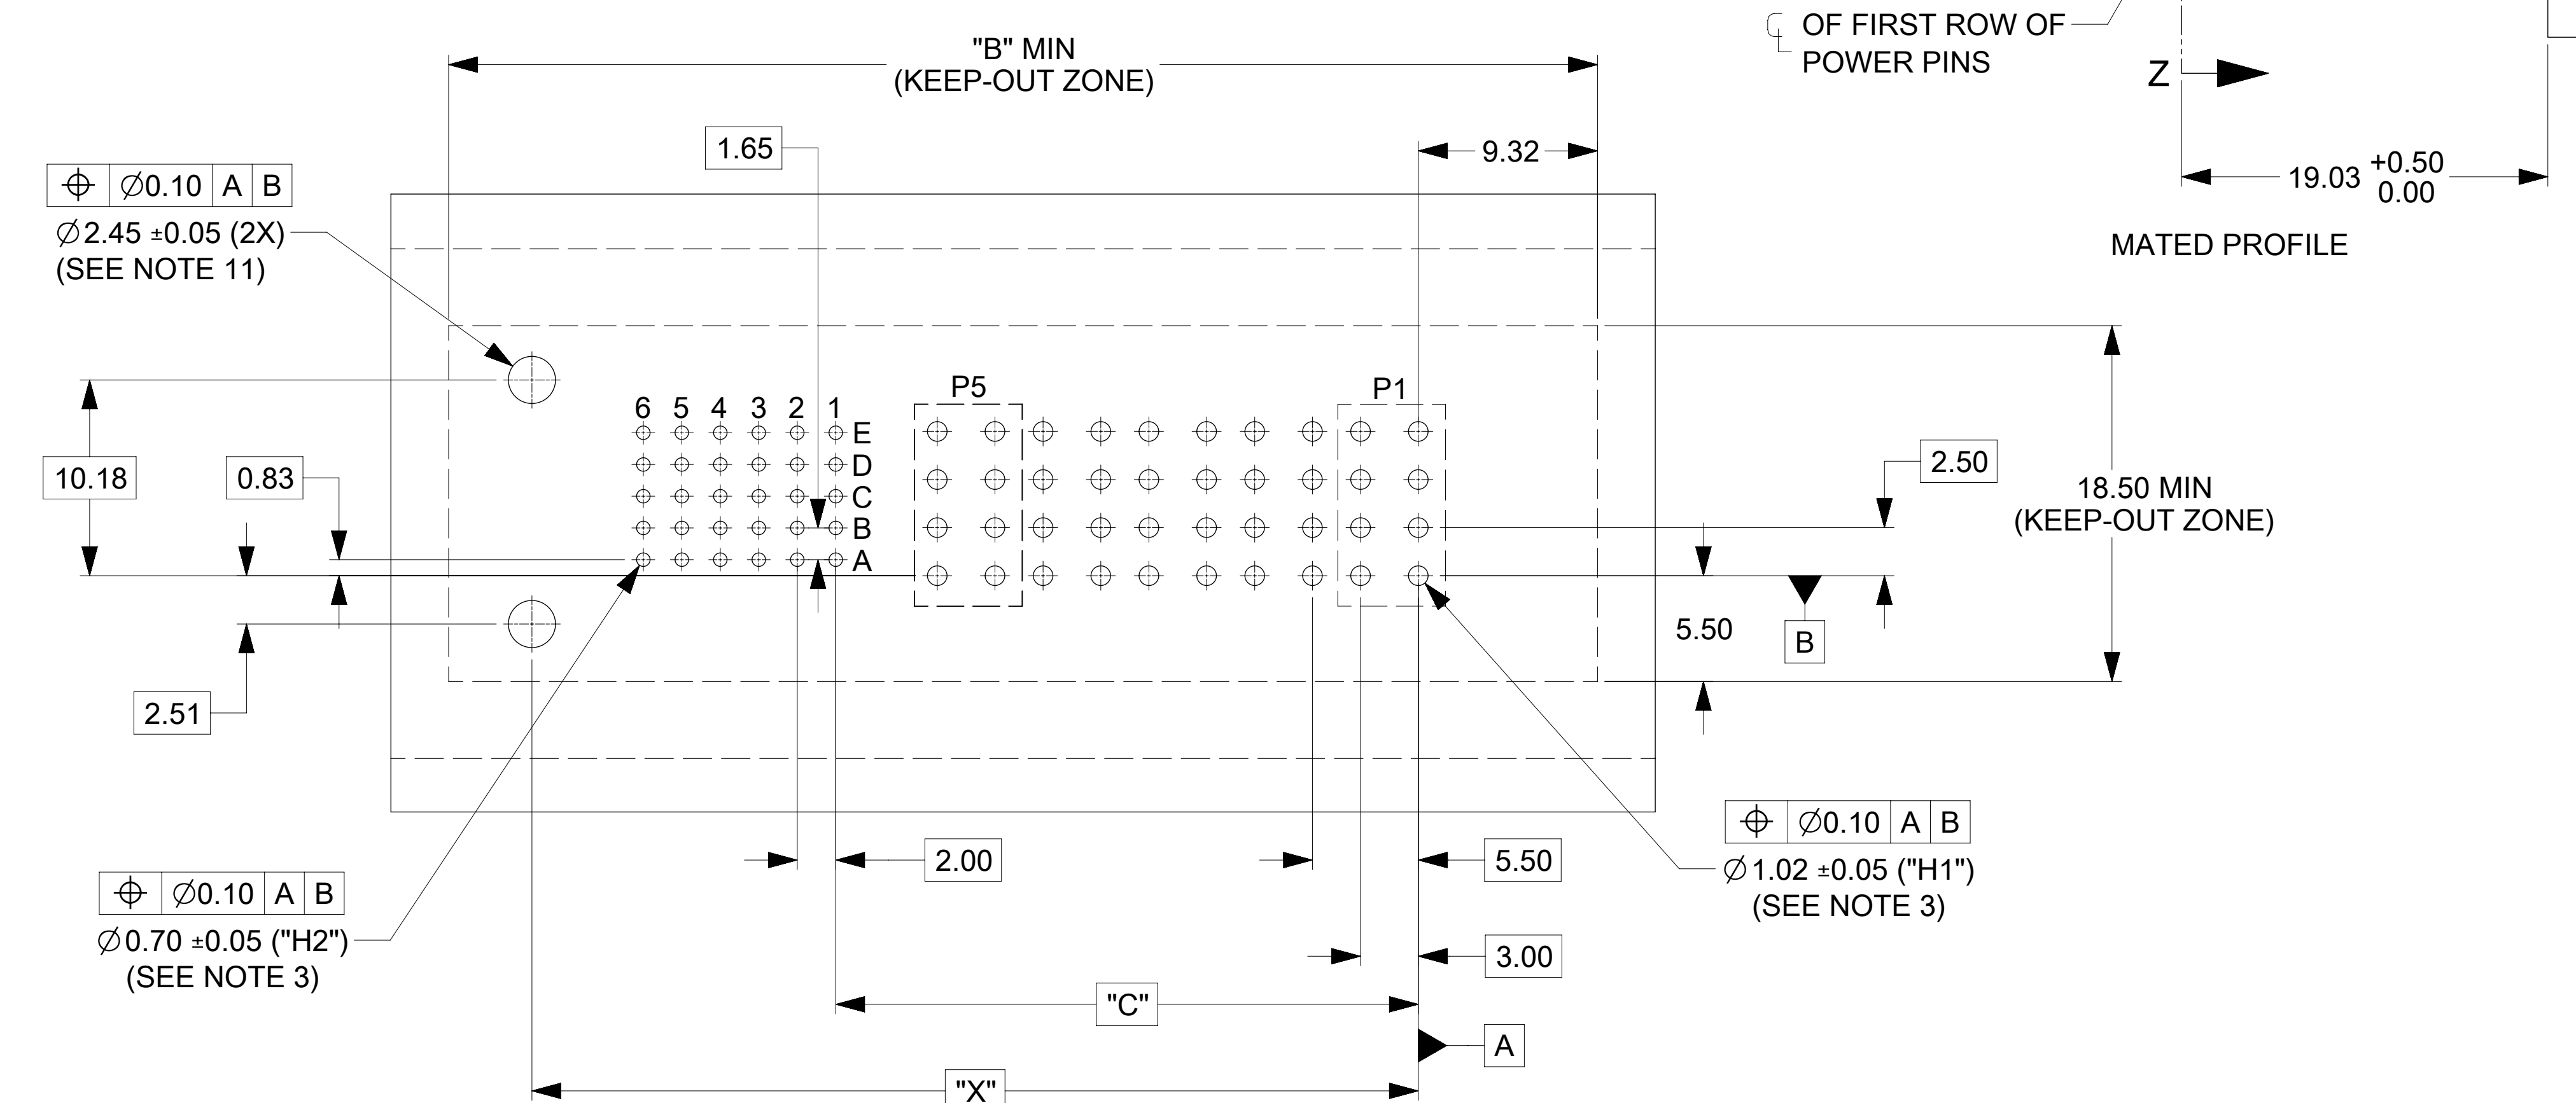 OF FIRST ROW OF
POWER PINS
Z
19.03 +0.50 0.00
MATED PROFILE
"B" MIN
(KEEP-OUT ZONE)
1.65
9.32
A B
∅0.10
∅2.45 ±0.05 (2X)
(SEE NOTE 11)
P5
P1
6 5 4 3 2 1
E
D
C
B
A
10.18
0.83
2.51
2.50
18.50 MIN
(KEEP-OUT ZONE)
5.50
B
∅0.10 A B
∅0.70 ±0.05 ("H2")
(SEE NOTE 3)
∅0.10 A B
∅1.02 ±0.05 ("H1")
(SEE NOTE 3)
2.00
5.50
3.00
"C"
A
"X"